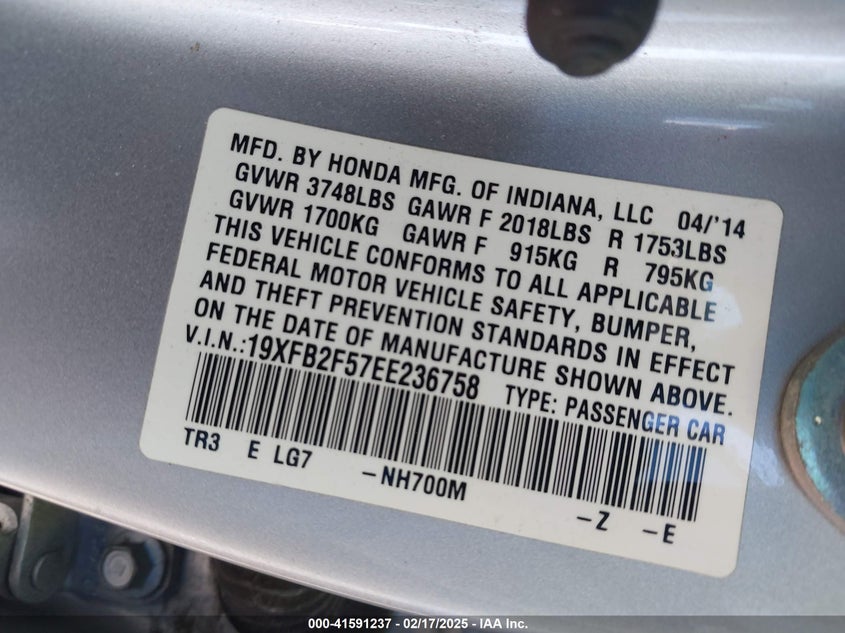 MFD. BY HONDA MFG. OF INDIANA, LLC 04/'14
GVWR 3748LBS GAWR F 2018LBS R 1753LBS
GVWR 1700KG GAWR F 915KG R 795KG
THIS VEHICLE CONFORMS TO ALL APPLICABLE
FEDERAL MOTOR VEHICLE SAFETY, BUMPER,
AND THEFT PREVENTION STANDARDS IN EFFECT
ON THE DATE OF MANUFACTURE SHOWN ABOVE.
V.I.N.:19XFB2F57EE236758 TYPE: PASSENGER CAR
TR3 E LG7 -NH700M -Z -E
000-41591237 - 02/17/2025 - IAA Inc.